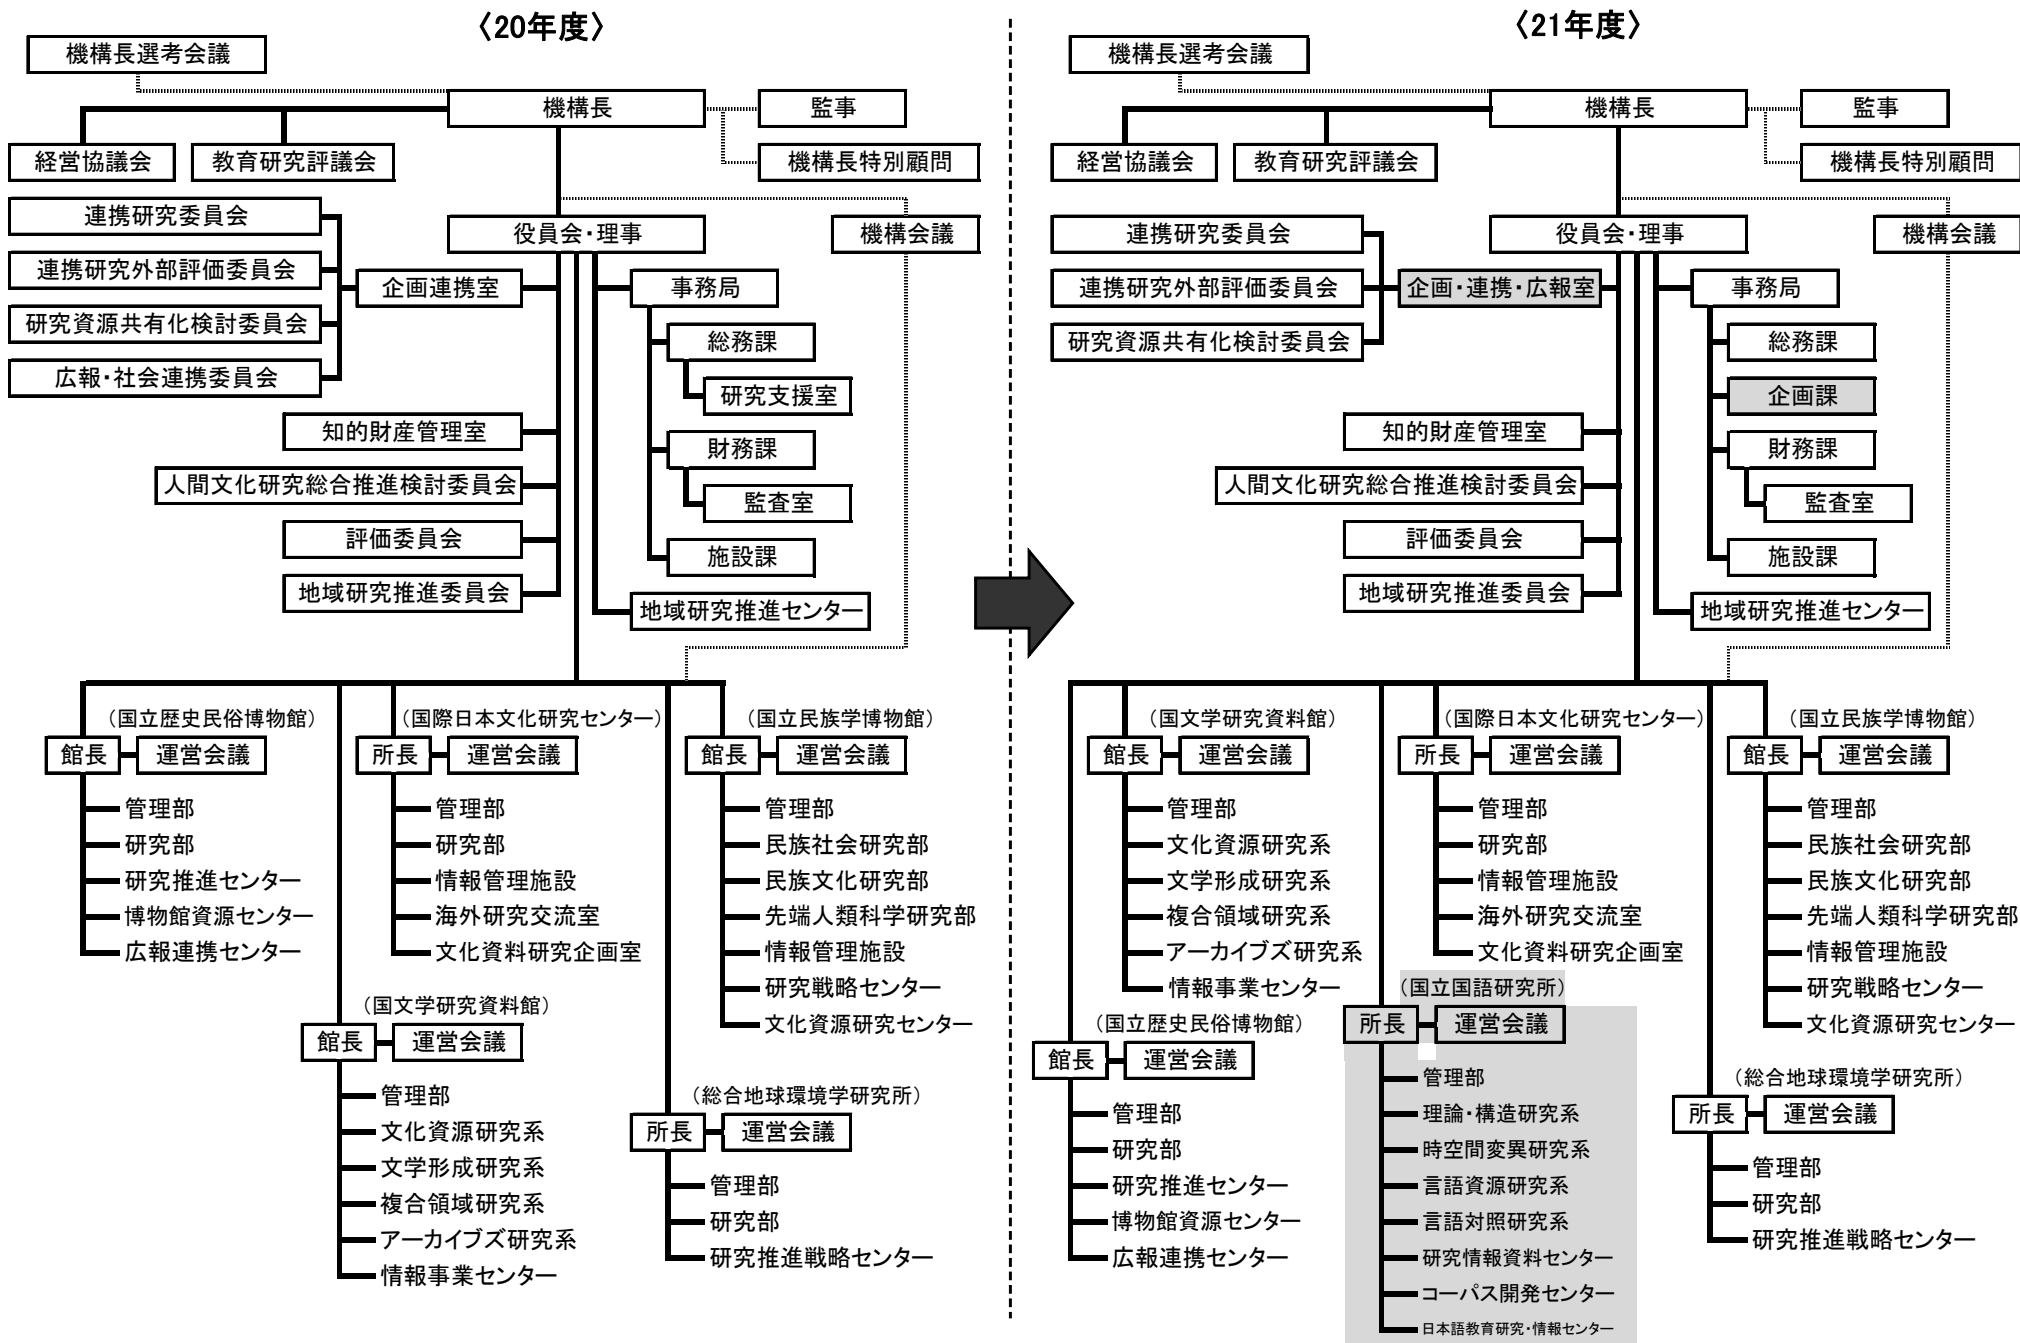 〈20年度〉
機構長選考会議
機構長
監事
経営協議会
教育研究評議会
機構長特別顧問
連携研究委員会
役員会・理事
機構会議
連携研究外部評価委員会
企画連携室
事務局
研究資源共有化検討委員会
総務課
広報・社会連携委員会
研究支援室
知的財産管理室
財務課
人間文化研究総合推進検討委員会
監査室
評価委員会
施設課
地域研究推進委員会
地域研究推進センター
（国立歴史民俗博物館）
館長
運営会議
管理部
研究部
研究推進センター
博物館資源センター
広報連携センター
（国文学研究資料館）
館長
運営会議
管理部
文化資源研究系
文学形成研究系
複合領域研究系
アーカイブズ研究系
情報事業センター
（国際日本文化研究センター）
所長
運営会議
管理部
研究部
情報管理施設
海外研究交流室
文化資料研究企画室
（総合地球環境学研究所）
所長
運営会議
管理部
研究部
研究推進戦略センター
（国立民族学博物館）
館長
運営会議
管理部
民族社会研究部
民族文化研究部
先端人類科学研究部
情報管理施設
研究戦略センター
文化資源研究センター
〈21年度〉
機構長選考会議
機構長
監事
経営協議会
教育研究評議会
機構長特別顧問
連携研究委員会
役員会・理事
機構会議
連携研究外部評価委員会
企画・連携・広報室
事務局
研究資源共有化検討委員会
総務課
企画課
知的財産管理室
財務課
人間文化研究総合推進検討委員会
監査室
評価委員会
施設課
地域研究推進委員会
地域研究推進センター
（国文学研究資料館）
館長
運営会議
管理部
文化資源研究系
文学形成研究系
複合領域研究系
アーカイブズ研究系
情報事業センター
（国立歴史民俗博物館）
館長
運営会議
管理部
研究部
研究推進センター
博物館資源センター
広報連携センター
（国際日本文化研究センター）
所長
運営会議
管理部
研究部
情報管理施設
海外研究交流室
文化資料研究企画室
（国立国語研究所）
所長
運営会議
管理部
理論・構造研究系
時空間変異研究系
言語資源研究系
言語対照研究系
研究情報資料センター
コーパス開発センター
日本語教育研究・情報センター
（国立民族学博物館）
館長
運営会議
管理部
民族社会研究部
民族文化研究部
先端人類科学研究部
情報管理施設
研究戦略センター
文化資源研究センター
（総合地球環境学研究所）
所長
運営会議
管理部
研究部
研究推進戦略センター